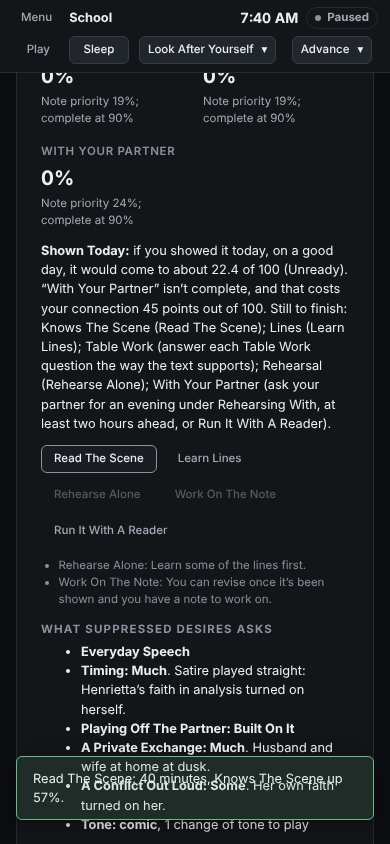 Menu School 7:40 AM Paused
Play Sleep Look After Yourself ▾ Advance ▾
0% 0%
Note priority 19%; Note priority 19%;
complete at 90% complete at 90%
WITH YOUR PARTNER
0%
Note priority 24%;
complete at 90%
Shown Today: if you showed it today, on a good
day, it would come to about 22.4 of 100 (Unready).
“With Your Partner” isn’t complete, and that costs
your connection 45 points out of 100. Still to finish:
Knows The Scene (Read The Scene); Lines (Learn
Lines); Table Work (answer each Table Work
question the way the text supports); Rehearsal
(Rehearse Alone); With Your Partner (ask your
partner for an evening under Rehearsing With, at
least two hours ahead, or Run It With A Reader).
Read The Scene Learn Lines
Rehearse Alone Work On The Note
Run It With A Reader
• Rehearse Alone: Learn some of the lines first.
• Work On The Note: You can revise once it’s been
shown and you have a note to work on.
WHAT SUPPRESSED DESIRES ASKS
• Everyday Speech
• Timing: Much. Satire played straight:
Henrietta’s faith in analysis turned on
herself.
• Playing Off The Partner: Built On It
• A Private Exchange: Much. Husband and
wife at home at dusk.
Read The Scene: 40 minutes, Knows The Scene up
57%.
• A Conflict Out Loud: Some. Her own faith
turned on her.
• Tone: comic, 1 change of tone to play